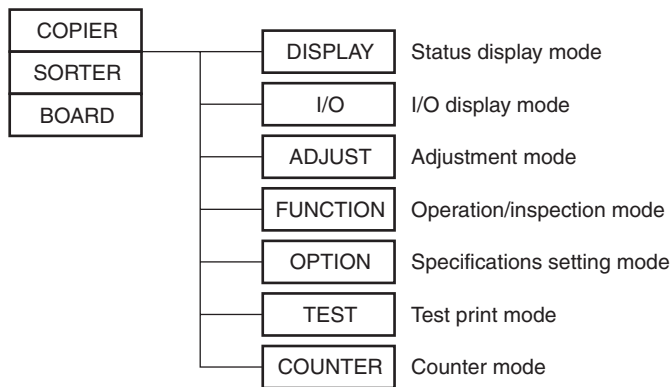 COPIER
SORTER
BOARD
DISPLAY Status display mode
I/O I/O display mode
ADJUST Adjustment mode
FUNCTION Operation/inspection mode
OPTION Specifications setting mode
TEST Test print mode
COUNTER Counter mode